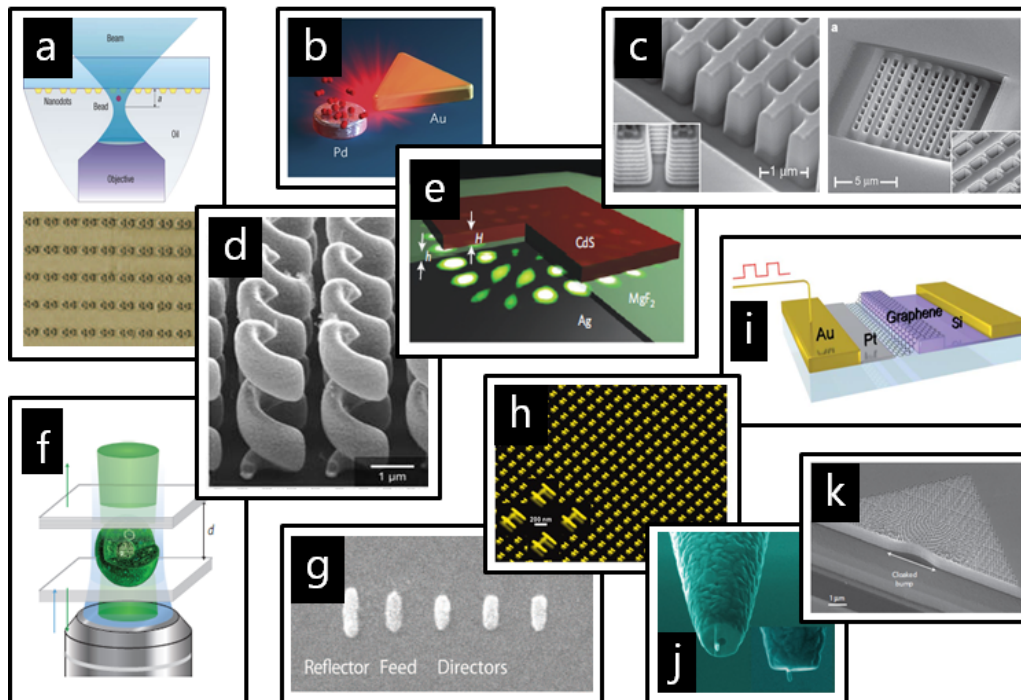 a
Beam
Nanodots
Bead
a
Oil
Objective
b
Au
Pd
c
1 µm
a
5 µm
d
1 µm
e
H
h
CdS
MgF2
Ag
f
d
g
Reflector Feed Directors
h
200 nm
i
Au
Pt
Graphene
Si
j
k
Cloaked
bump
1 µm